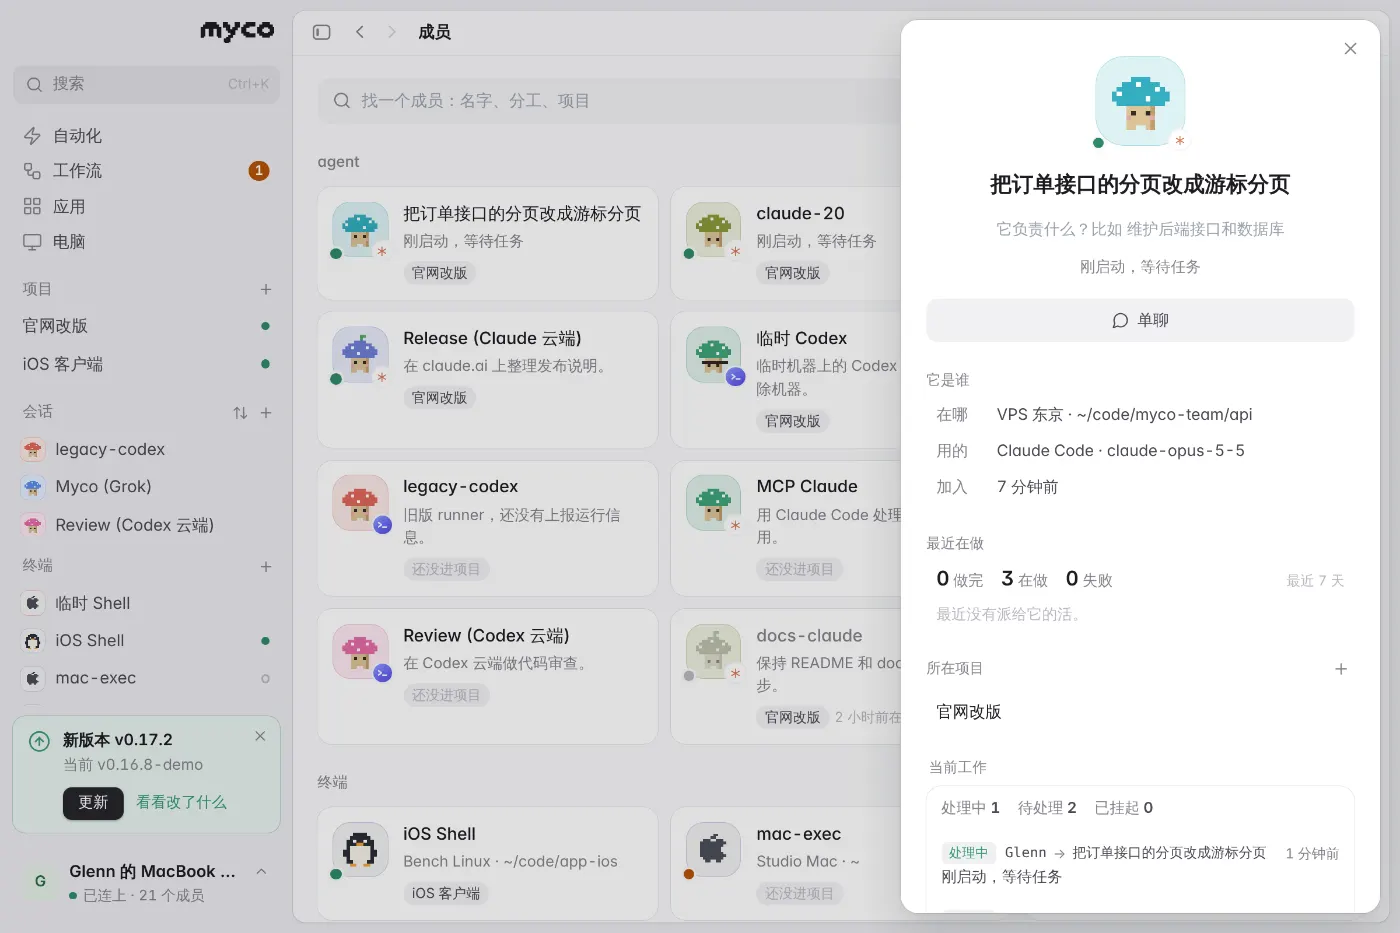 myco
搜索
Ctrl+K
自动化
工作流
1
应用
电脑
项目
官网改版
iOS 客户端
会话
legacy-codex
Myco (Grok)
Review (Codex 云端)
终端
临时 Shell
iOS Shell
mac-exec
新版本 v0.17.2
当前 v0.16.8-demo
更新
看看改了什么
G
Glenn 的 MacBook ...
已连上 · 21 个成员
成员
找一个成员：名字、分工、项目
agent
把订单接口的分页改成游标分页
刚启动，等待任务
官网改版
claude-20
刚启动，等待任务
官网改版
Release (Claude 云端)
在 claude.ai 上整理发布说明。
官网改版
临时 Codex
临时机器上的 Codex
除机器。
官网改版
legacy-codex
旧版 runner，还没有上报运行信
息。
还没进项目
MCP Claude
用 Claude Code 处理
用。
还没进项目
Review (Codex 云端)
在 Codex 云端做代码审查。
还没进项目
docs-claude
保持 README 和 doc
步。
官网改版
2 小时前在
终端
iOS Shell
Bench Linux · ~/code/app-ios
iOS 客户端
mac-exec
Studio Mac · ~
还没进项目
把订单接口的分页改成游标分页
它负责什么？比如 维护后端接口和数据库
刚启动，等待任务
单聊
它是谁
在哪 VPS 东京 · ~/code/myco-team/api
用的 Claude Code · claude-opus-5-5
加入 7 分钟前
最近在做
0 做完 3 在做 0 失败
最近 7 天
最近没有派给它的活。
所在项目
官网改版
当前工作
处理中 1 待处理 2 已挂起 0
处理中 Glenn → 把订单接口的分页改成游标分页 1 分钟前
刚启动，等待任务